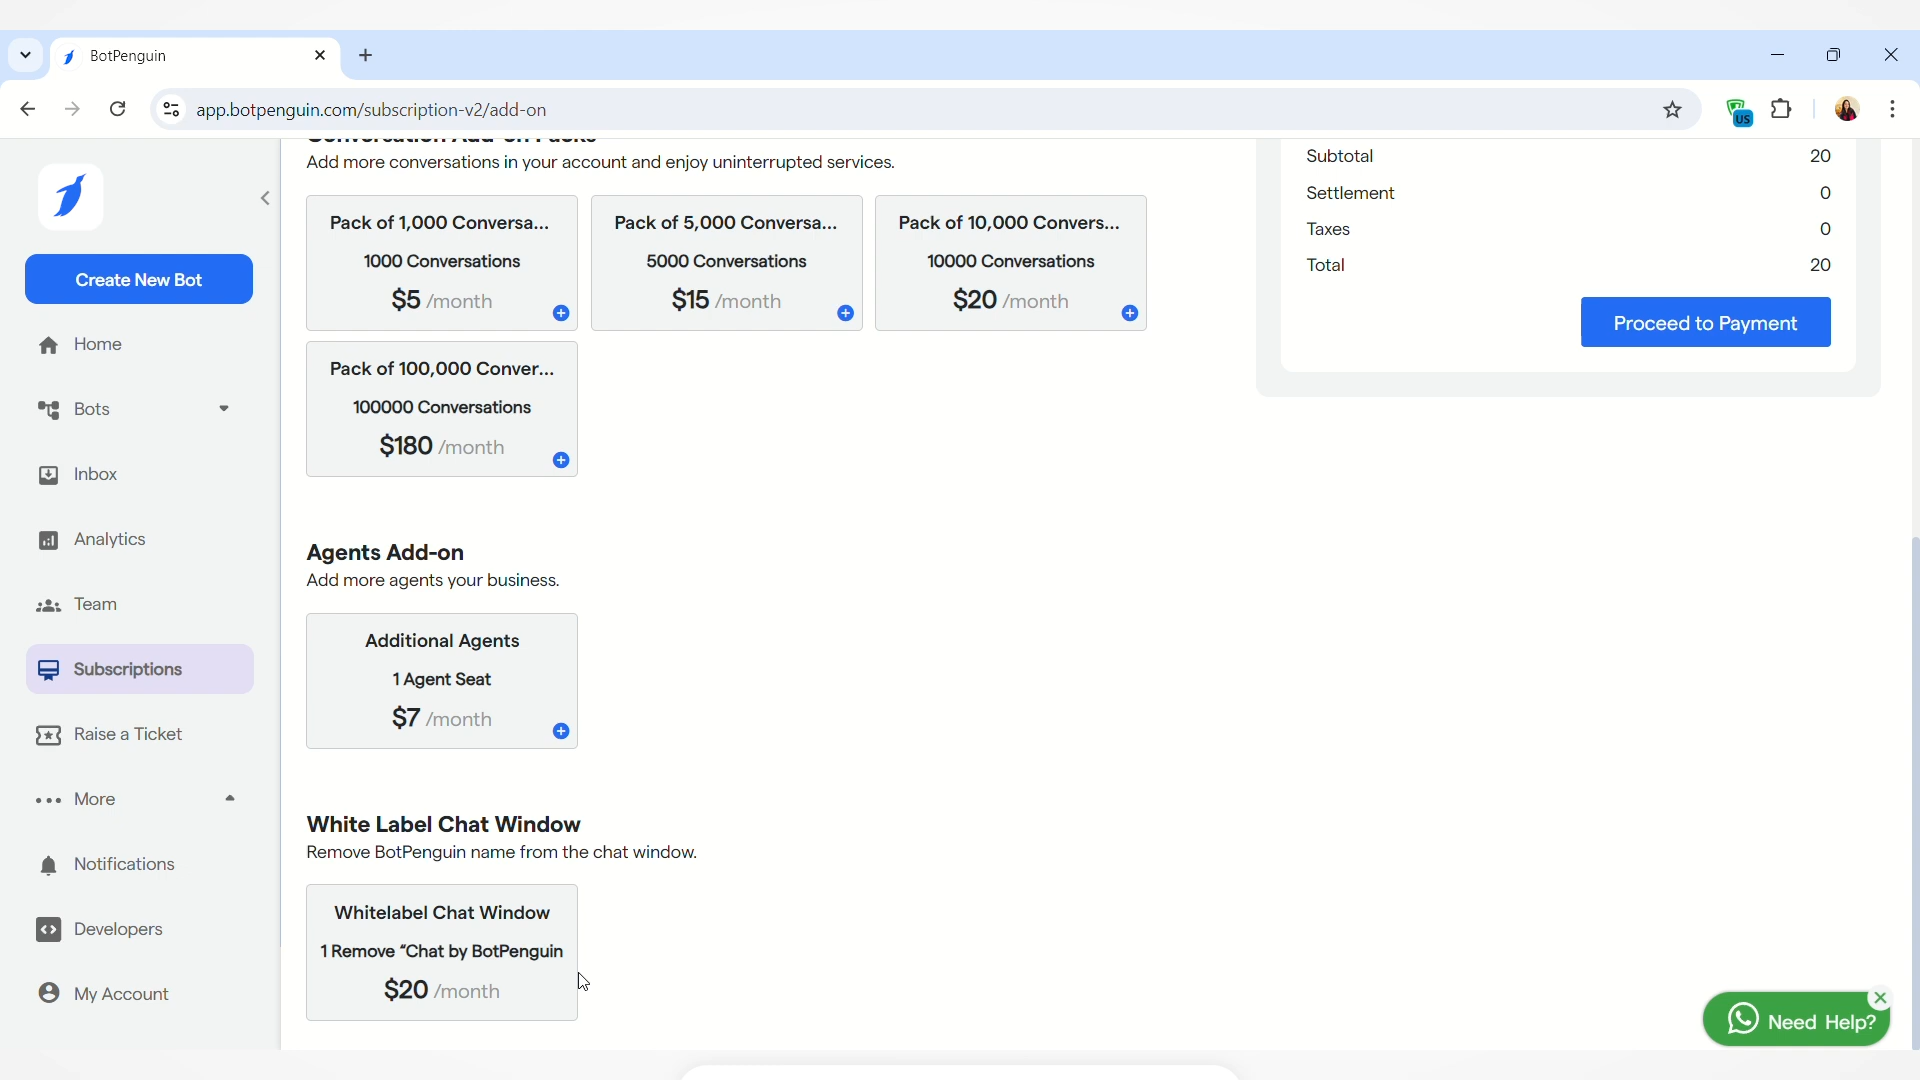 BotPenguin
app.botpenguin.com/subscription-v2/add-on
US
Create New Bot
Home
Bots
Inbox
Analytics
Team
Subscriptions
Raise a Ticket
More
Notifications
Developers
My Account
Conversation Add-on Packs
Add more conversations in your account and enjoy uninterrupted services.
Pack of 1,000 Conversa...
1000 Conversations
$5 /month
Pack of 5,000 Conversa...
5000 Conversations
$15 /month
Pack of 10,000 Convers...
10000 Conversations
$20 /month
Pack of 100,000 Conver...
100000 Conversations
$180 /month
Agents Add-on
Add more agents your business.
Additional Agents
1 Agent Seat
$7 /month
White Label Chat Window
Remove BotPenguin name from the chat window.
Whitelabel Chat Window
1 Remove “Chat by BotPenguin
$20 /month
Subtotal 20
Settlement 0
Taxes 0
Total 20
Proceed to Payment
Need Help?